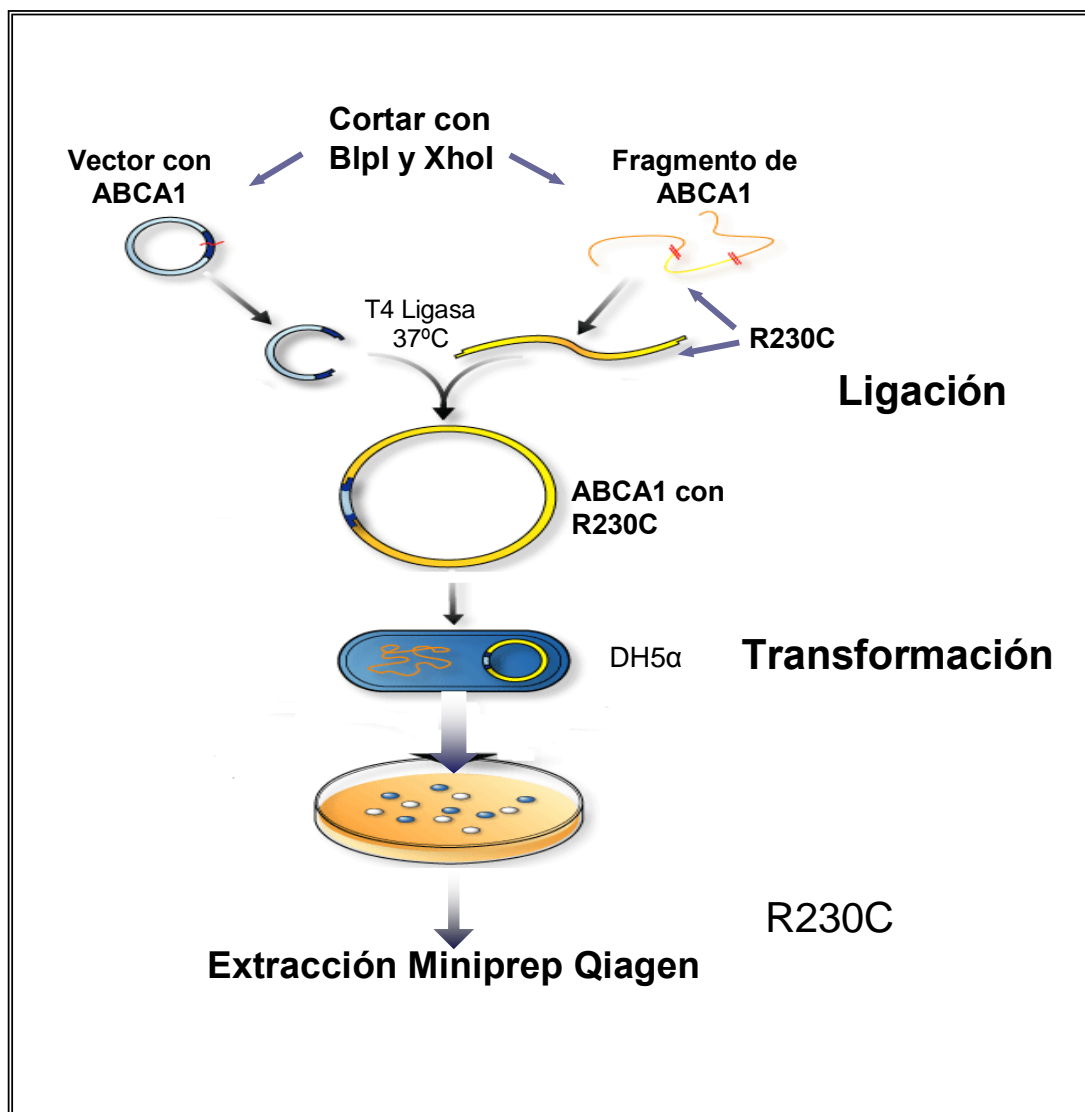 Cortar con
BlpI y XhoI
Vector con
ABCA1
Fragmento de
ABCA1
T4 Ligasa
37ºC
R230C
Ligación
ABCA1 con
R230C
DH5α
Transformación
R230C
Extracción Miniprep Qiagen